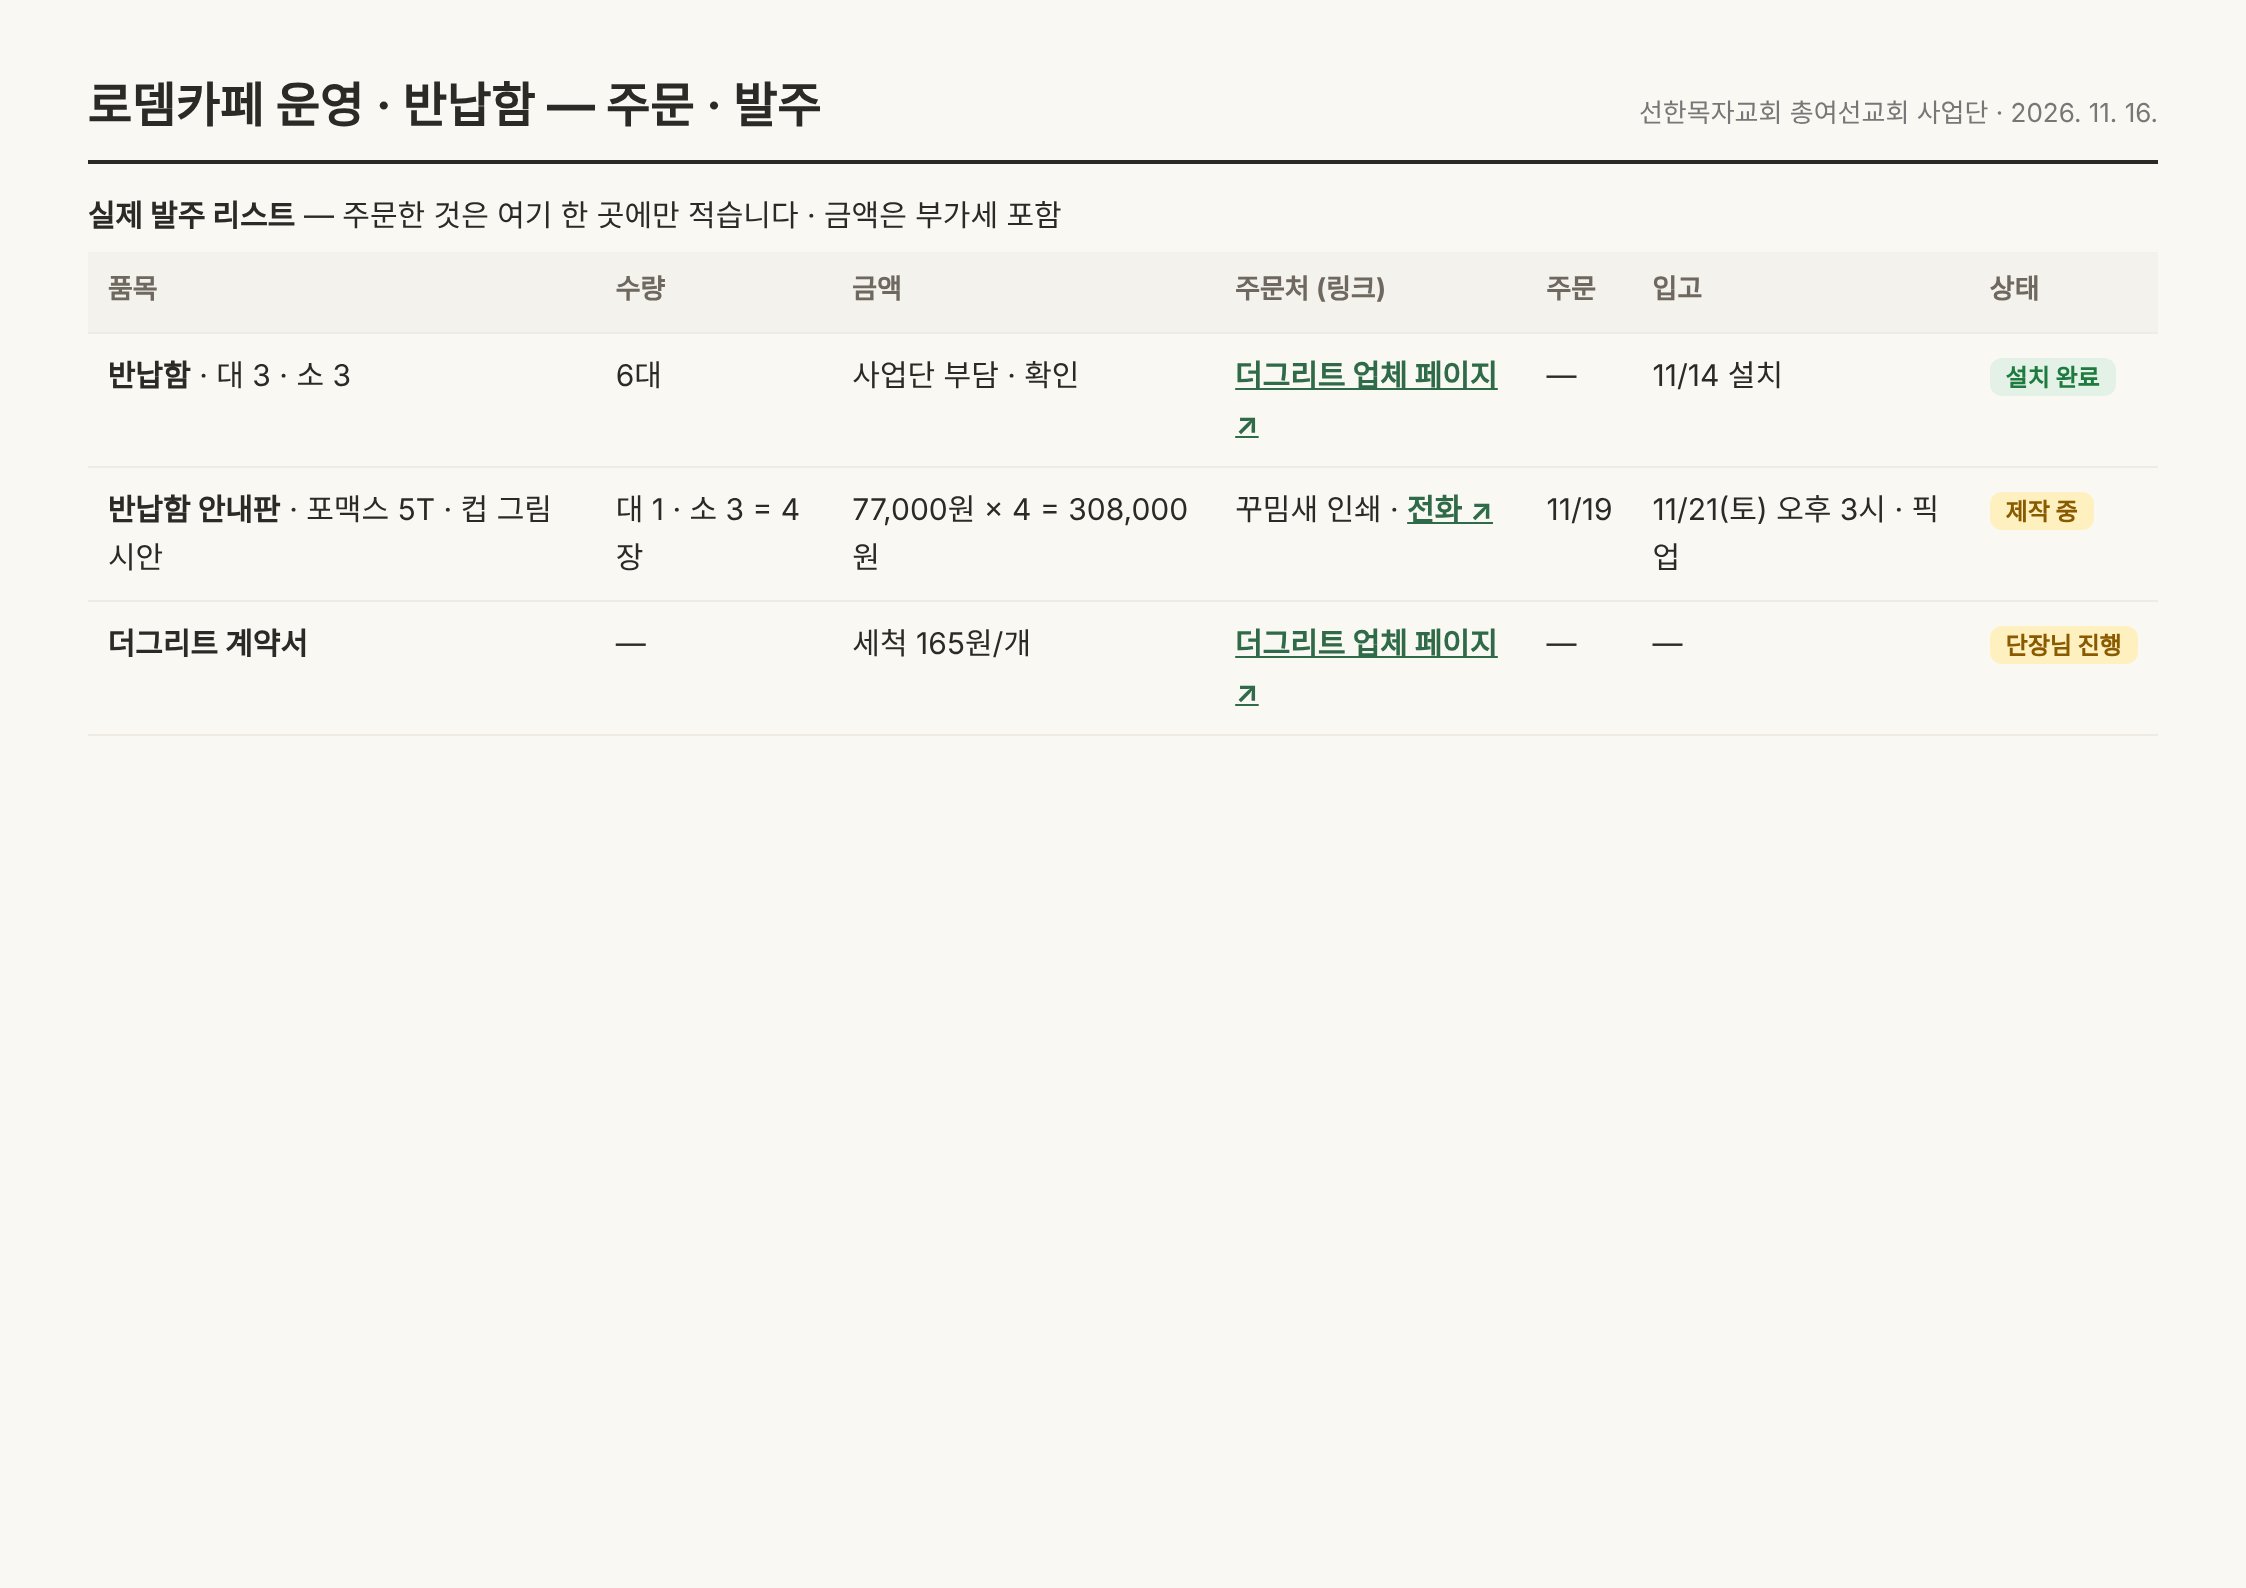 로뎀카페 운영 · 반납함 — 주문 · 발주
선한목자교회 총여선교회 사업단 · 2026. 11. 16.
실제 발주 리스트 — 주문한 것은 여기 한 곳에만 적습니다 · 금액은 부가세 포함
품목 수량 금액 주문처 (링크) 주문 입고 상태
반납함 · 대 3 · 소 3 6대 사업단 부담 · 확인 더그리트 업체 페이지 — 11/14 설치 설치 완료
↗
반납함 안내판 · 포맥스 5T · 컵 그림 대 1 · 소 3 = 4 77,000원 × 4 = 308,000 꾸밈새 인쇄 · 전화 ↗ 11/19 11/21(토) 오후 3시 · 픽 제작 중
시안 장 원 업
더그리트 계약서 — 세척 165원/개 더그리트 업체 페이지 — — 단장님 진행
↗